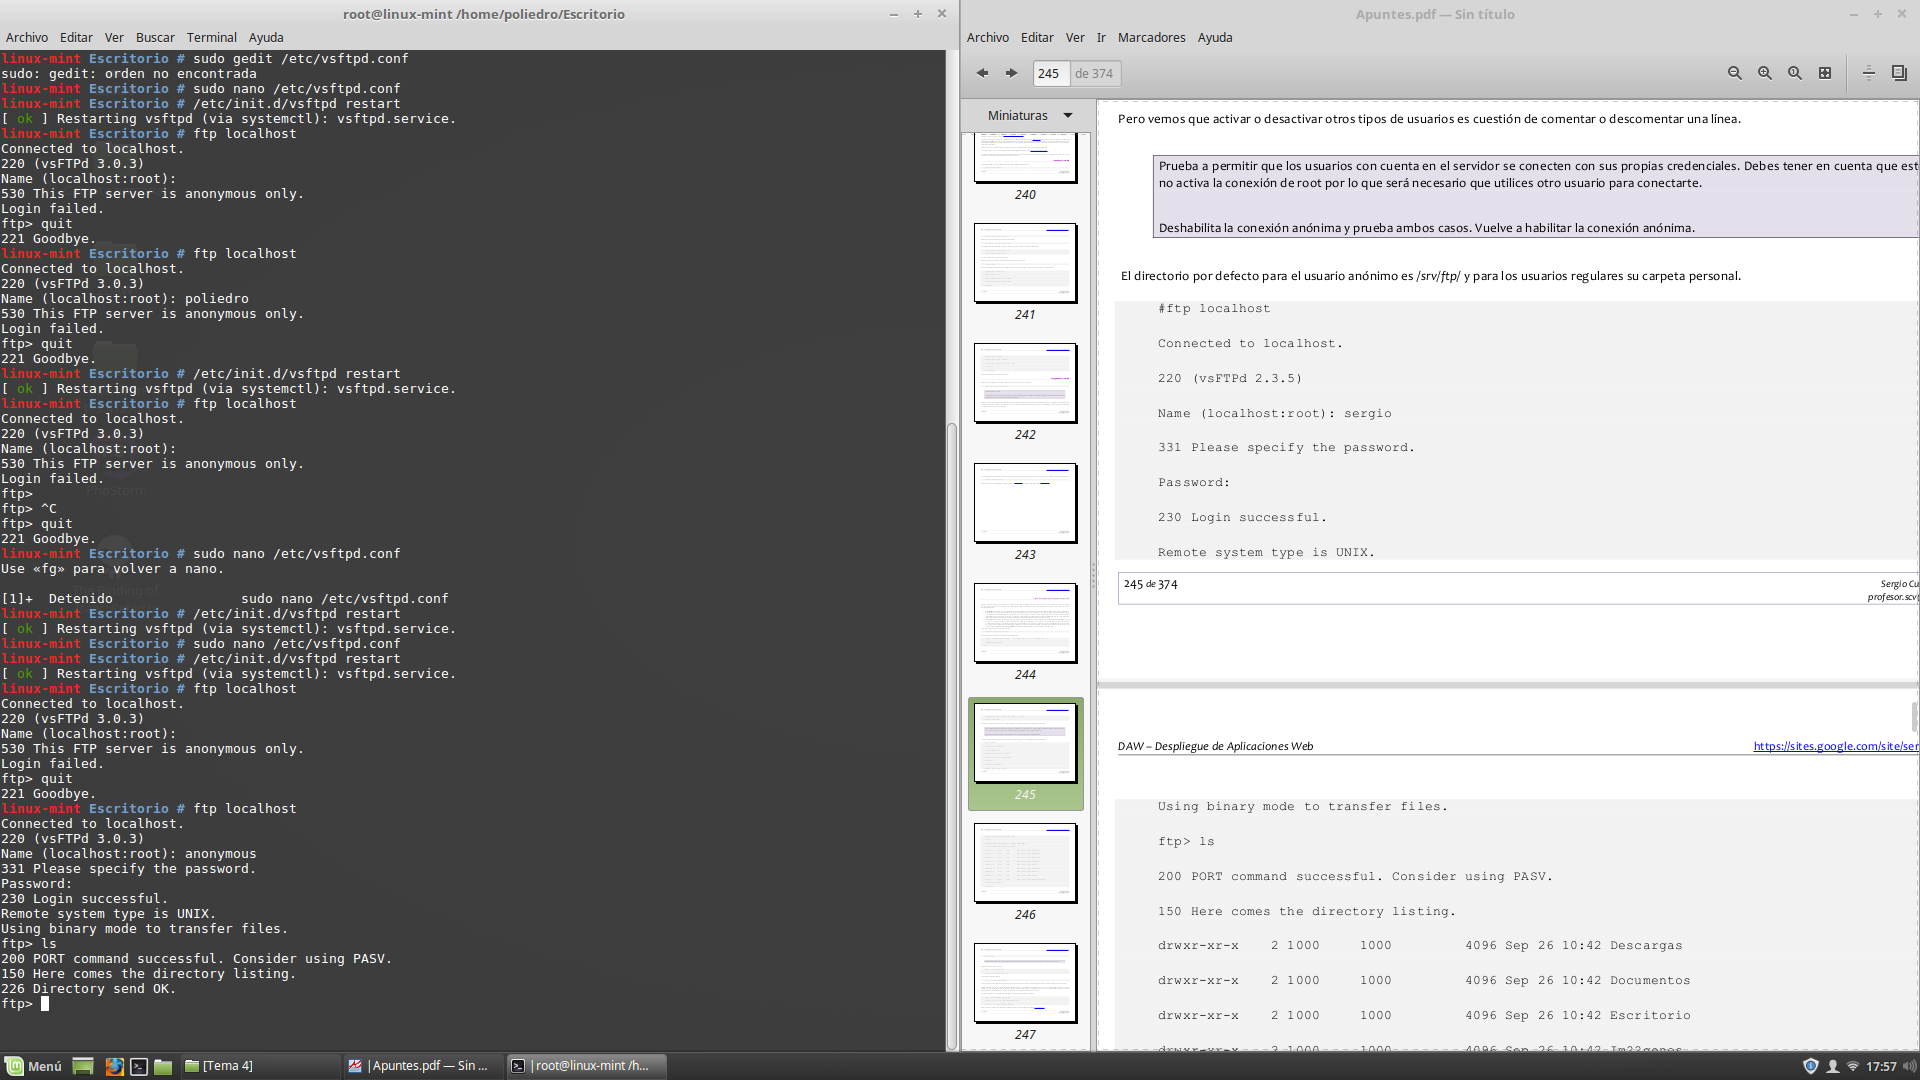 root@linux-mint /home/poliedro/Escritorio
Archivo Editar Ver Buscar Terminal Ayuda
linux-mint Escritorio # sudo gedit /etc/vsftpd.conf
sudo: gedit: orden no encontrada
linux-mint Escritorio # sudo nano /etc/vsftpd.conf
linux-mint Escritorio # /etc/init.d/vsftpd restart
[ ok ] Restarting vsftpd (via systemctl): vsftpd.service.
linux-mint Escritorio # ftp localhost
Connected to localhost.
220 (vsFTPd 3.0.3)
Name (localhost:root):
530 This FTP server is anonymous only.
Login failed.
ftp> quit
221 Goodbye.
linux-mint Escritorio # ftp localhost
Connected to localhost.
220 (vsFTPd 3.0.3)
Name (localhost:root): poliedro
530 This FTP server is anonymous only.
Login failed.
ftp> quit
221 Goodbye.
linux-mint Escritorio # /etc/init.d/vsftpd restart
[ ok ] Restarting vsftpd (via systemctl): vsftpd.service.
linux-mint Escritorio # ftp localhost
Connected to localhost.
220 (vsFTPd 3.0.3)
Name (localhost:root):
530 This FTP server is anonymous only.
Login failed.
ftp>
ftp> ^C
ftp> quit
221 Goodbye.
linux-mint Escritorio # sudo nano /etc/vsftpd.conf
Use «fg» para volver a nano.
[1]+  Detenido                sudo nano /etc/vsftpd.conf
linux-mint Escritorio # /etc/init.d/vsftpd restart
[ ok ] Restarting vsftpd (via systemctl): vsftpd.service.
linux-mint Escritorio # sudo nano /etc/vsftpd.conf
linux-mint Escritorio # /etc/init.d/vsftpd restart
[ ok ] Restarting vsftpd (via systemctl): vsftpd.service.
linux-mint Escritorio # ftp localhost
Connected to localhost.
220 (vsFTPd 3.0.3)
Name (localhost:root):
530 This FTP server is anonymous only.
Login failed.
ftp> quit
221 Goodbye.
linux-mint Escritorio # ftp localhost
Connected to localhost.
220 (vsFTPd 3.0.3)
Name (localhost:root): anonymous
331 Please specify the password.
Password:
230 Login successful.
Remote system type is UNIX.
Using binary mode to transfer files.
ftp> ls
200 PORT command successful. Consider using PASV.
150 Here comes the directory listing.
226 Directory send OK.
ftp>
PhpStorm
Apuntes.pdf — Sin título
Archivo Editar Ver Ir Marcadores Ayuda
245 de 374
Miniaturas
240
241
242
243
244
245
246
247
Pero vemos que activar o desactivar otros tipos de usuarios es cuestión de comentar o descomentar una línea.
Prueba a permitir que los usuarios con cuenta en el servidor se conecten con sus propias credenciales. Debes tener en cuenta que est
no activa la conexión de root por lo que será necesario que utilices otro usuario para conectarte.
Deshabilita la conexión anónima y prueba ambos casos. Vuelve a habilitar la conexión anónima.
El directorio por defecto para el usuario anónimo es /srv/ftp/ y para los usuarios regulares su carpeta personal.
#ftp localhost
Connected to localhost.
220 (vsFTPd 2.3.5)
Name (localhost:root): sergio
331 Please specify the password.
Password:
230 Login successful.
Remote system type is UNIX.
245 de 374
Sergio Cu
profesor.scv
DAW – Despliegue de Aplicaciones Web
https://sites.google.com/site/ser
Using binary mode to transfer files.
ftp> ls
200 PORT command successful. Consider using PASV.
150 Here comes the directory listing.
drwxr-xr-x    2 1000     1000         4096 Sep 26 10:42 Descargas
drwxr-xr-x    2 1000     1000         4096 Sep 26 10:42 Documentos
drwxr-xr-x    2 1000     1000         4096 Sep 26 10:42 Escritorio
drwxr-xr-x    2 1000     1000         4096 Sep 26 10:42 Im??genes
Menú
[Tema 4]
|Apuntes.pdf — Sin ...
|root@linux-mint /h...
17:57